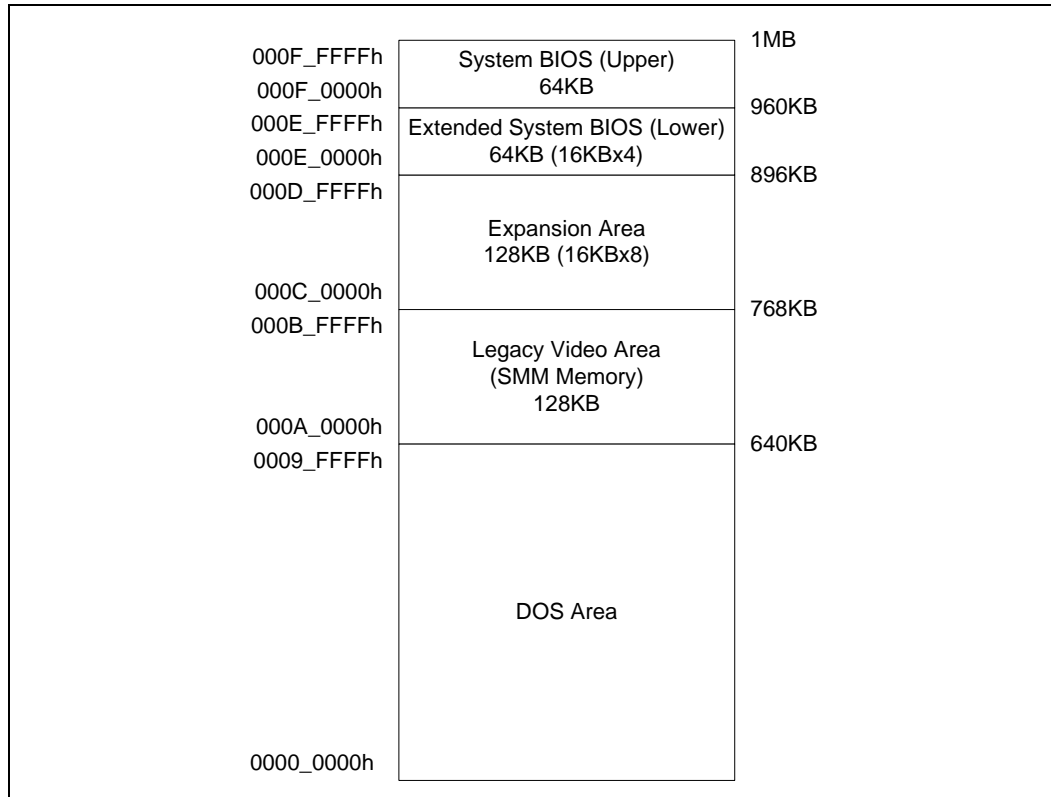 1MB
000F_FFFFh
System BIOS (Upper)
64KB
000F_0000h
960KB
000E_FFFFh
Extended System BIOS (Lower)
64KB (16KBx4)
000E_0000h
896KB
000D_FFFFh
Expansion Area
128KB (16KBx8)
000C_0000h
768KB
000B_FFFFh
Legacy Video Area
(SMM Memory)
128KB
000A_0000h
640KB
0009_FFFFh
DOS Area
0000_0000h